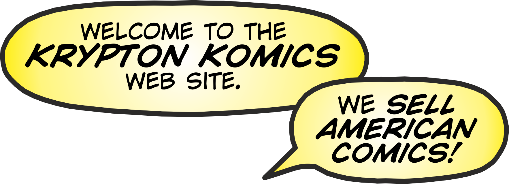 WELCOME TO THE
KRYPTON KOMICS
WEB SITE.
WE SELL
AMERICAN
COMICS!